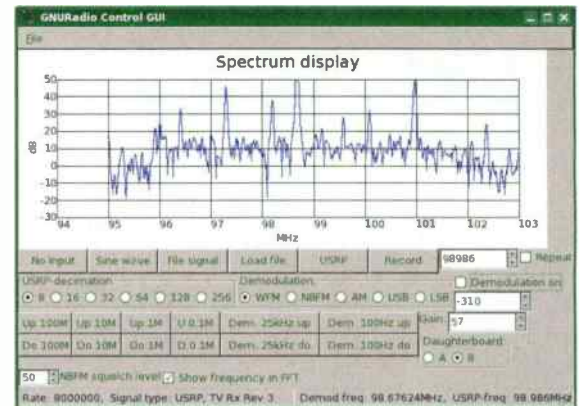 GNURadio Control GUI
File
Spectrum display
50
40
30
20
10
0
-10
-20
-30
dB
94 95 96 97 98 99 100 101 102 103
MHz
No input Sine wave File signal Load file USRP Record 98986 Repeat
USRP decimation Demodulation Demodulation on
8 16 32 64 128 256 WFM NBFM AM USB LSB -310
Up 100M Up 10M Up 1M U 0.1M Dem. 25kHz up Dem. 100Hz up Gain: 57
Do 100M Do 10M Do 1M D 0.1M Dem. 25kHz do Dem. 100Hz do Daughterboard
A B
50 NBFM squelch level Show frequency in FFT
Rate: 8000000, Signal type: USRP, TV Rx Rev 3 Demod freq: 98.67624MHz, USRP-freq: 98.986MHz